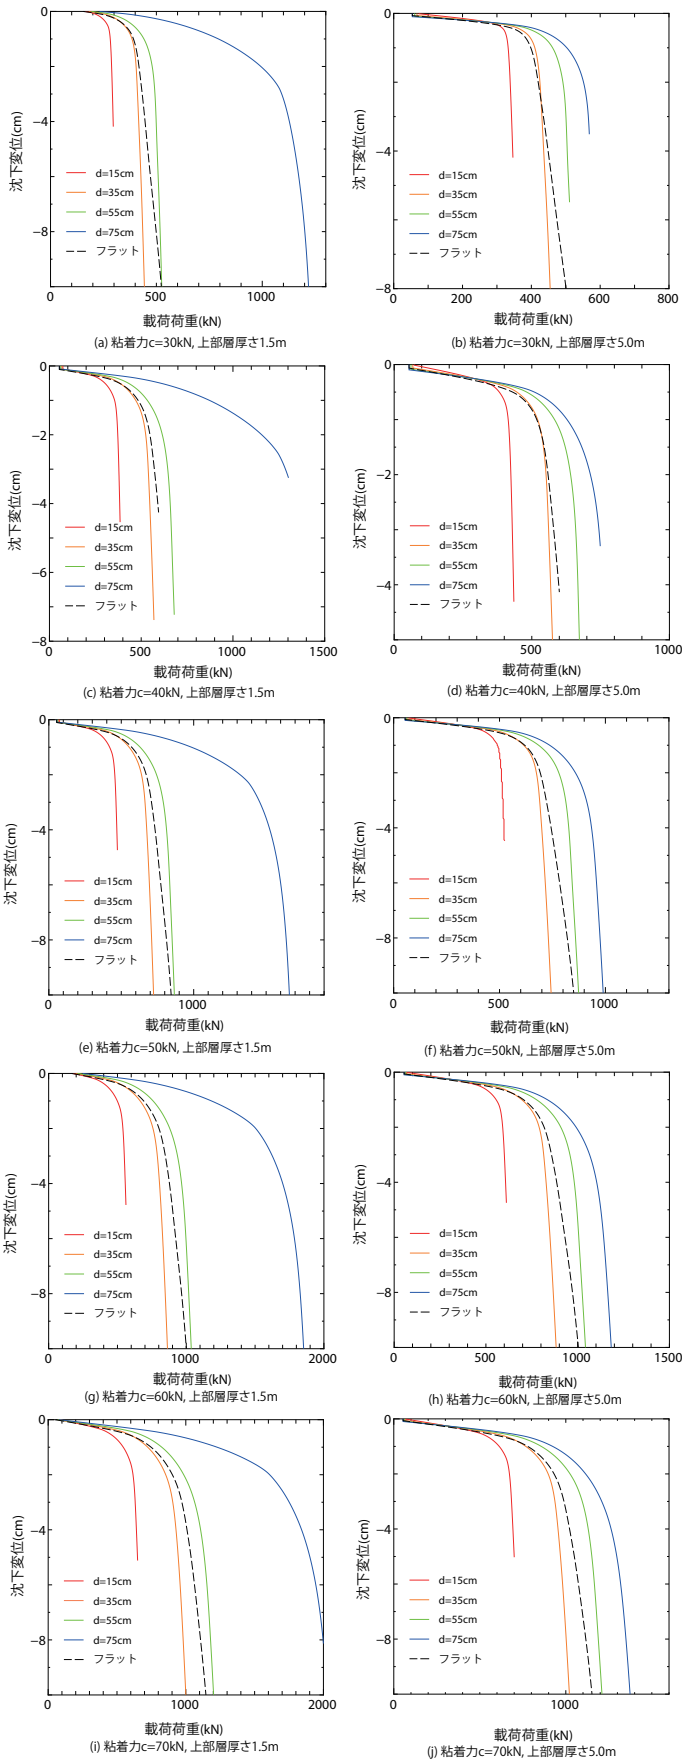 0
−4
−8
沈下変位(cm)
d=15cm
d=35cm
d=55cm
d=75cm
フラット
0 500 1000
載荷荷重(kN)
(a) 粘着力c=30kN, 上部層厚さ1.5m
0
−4
−8
沈下変位(cm)
d=15cm
d=35cm
d=55cm
d=75cm
フラット
0 200 400 600 800
載荷荷重(kN)
(b) 粘着力c=30kN, 上部層厚さ5.0m
0
−2
−4
−6
−8
沈下変位(cm)
d=15cm
d=35cm
d=55cm
d=75cm
フラット
0 500 1000 1500
載荷荷重(kN)
(c) 粘着力c=40kN, 上部層厚さ1.5m
0
−2
−4
沈下変位(cm)
d=15cm
d=35cm
d=55cm
d=75cm
フラット
0 500 1000
載荷荷重(kN)
(d) 粘着力c=40kN, 上部層厚さ5.0m
0
−4
−8
沈下変位(cm)
d=15cm
d=35cm
d=55cm
d=75cm
フラット
0 1000
載荷荷重(kN)
(e) 粘着力c=50kN, 上部層厚さ1.5m
0
−4
−8
沈下変位(cm)
d=15cm
d=35cm
d=55cm
d=75cm
フラット
0 500 1000
載荷荷重(kN)
(f) 粘着力c=50kN, 上部層厚さ5.0m
0
−4
−8
沈下変位(cm)
d=15cm
d=35cm
d=55cm
d=75cm
フラット
0 1000 2000
載荷荷重(kN)
(g) 粘着力c=60kN, 上部層厚さ1.5m
0
−4
−8
沈下変位(cm)
d=15cm
d=35cm
d=55cm
d=75cm
フラット
0 500 1000 1500
載荷荷重(kN)
(h) 粘着力c=60kN, 上部層厚さ5.0m
0
−4
−8
沈下変位(cm)
d=15cm
d=35cm
d=55cm
d=75cm
フラット
0 1000 2000
載荷荷重(kN)
(i) 粘着力c=70kN, 上部層厚さ1.5m
0
−4
−8
沈下変位(cm)
d=15cm
d=35cm
d=55cm
d=75cm
フラット
0 1000
載荷荷重(kN)
(j) 粘着力c=70kN, 上部層厚さ5.0m